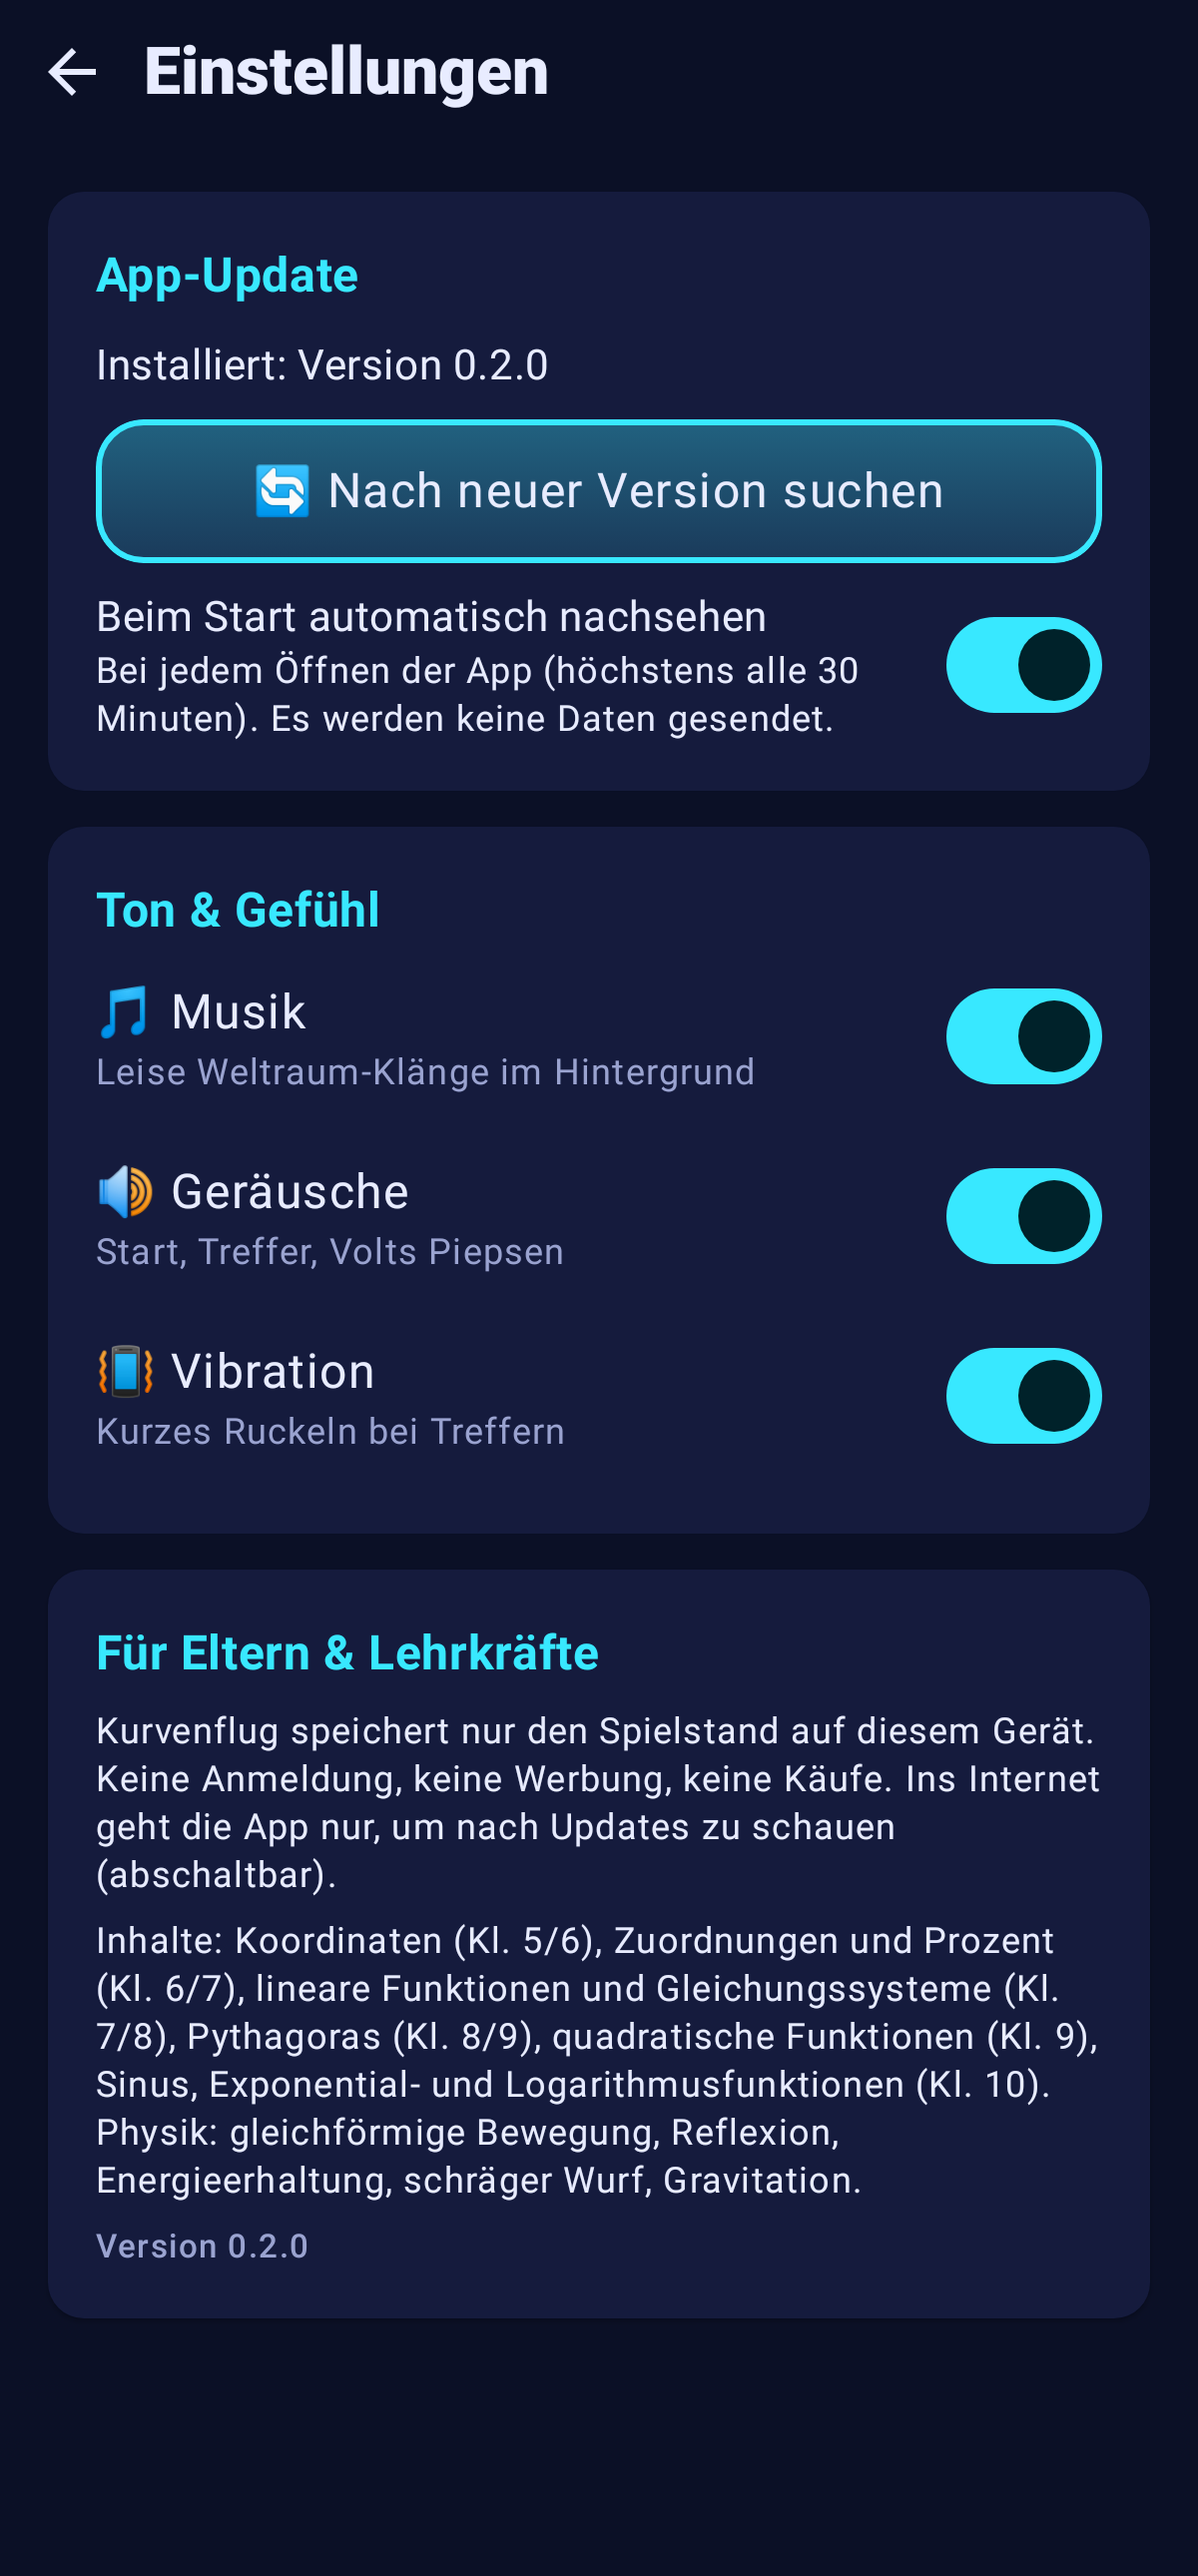 Einstellungen
App-Update
Installiert: Version 0.2.0
Nach neuer Version suchen
Beim Start automatisch nachsehen
Bei jedem Öffnen der App (höchstens alle 30
Minuten). Es werden keine Daten gesendet.
Ton & Gefühl
Musik
Leise Weltraum-Klänge im Hintergrund
Geräusche
Start, Treffer, Volts Piepsen
Vibration
Kurzes Ruckeln bei Treffern
Für Eltern & Lehrkräfte
Kurvenflug speichert nur den Spielstand auf diesem Gerät.
Keine Anmeldung, keine Werbung, keine Käufe. Ins Internet
geht die App nur, um nach Updates zu schauen
(abschaltbar).
Inhalte: Koordinaten (Kl. 5/6), Zuordnungen und Prozent
(Kl. 6/7), lineare Funktionen und Gleichungssysteme (Kl.
7/8), Pythagoras (Kl. 8/9), quadratische Funktionen (Kl. 9),
Sinus, Exponential- und Logarithmusfunktionen (Kl. 10).
Physik: gleichförmige Bewegung, Reflexion,
Energieerhaltung, schräger Wurf, Gravitation.
Version 0.2.0